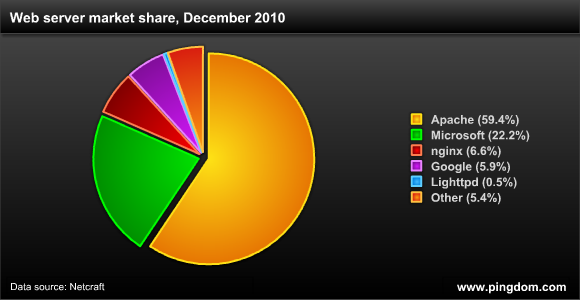 Web server market share, December 2010
Apache (59.4%)
Microsoft (22.2%)
nginx (6.6%)
Google (5.9%)
Lighttpd (0.5%)
Other (5.4%)
Data source: Netcraft
www.pingdom.com